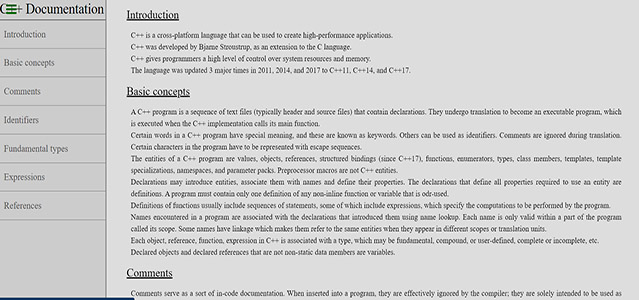 C++ Documentation
Introduction
Basic concepts
Comments
Identifiers
Fundamental types
Expressions
References
Introduction
C++ is a cross-platform language that can be used to create high-performance applications.
C++ was developed by Bjarne Stroustrup, as an extension to the C language.
C++ gives programmers a high level of control over system resources and memory.
The language was updated 3 major times in 2011, 2014, and 2017 to C++11, C++14, and C++17.
Basic concepts
A C++ program is a sequence of text files (typically header and source files) that contain declarations. They undergo translation to become an executable program, which
is executed when the C++ implementation calls its main function.
Certain words in a C++ program have special meaning, and these are known as keywords. Others can be used as identifiers. Comments are ignored during translation.
Certain characters in the program have to be represented with escape sequences.
The entities of a C++ program are values, objects, references, structured bindings (since C++17), functions, enumerators, types, class members, templates, template
specializations, namespaces, and parameter packs. Preprocessor macros are not C++ entities.
Declarations may introduce entities, associate them with names and define their properties. The declarations that define all properties required to use an entity are
definitions. A program must contain only one definition of any non-inline function or variable that is odr-used.
Definitions of functions usually include sequences of statements, some of which include expressions, which specify the computations to be performed by the program.
Names encountered in a program are associated with the declarations that introduced them using name lookup. Each name is only valid within a part of the program
called its scope. Some names have linkage which makes them refer to the same entities when they appear in different scopes or translation units.
Each object, reference, function, expression in C++ is associated with a type, which may be fundamental, compound, or user-defined, complete or incomplete, etc.
Declared objects and declared references that are not non-static data members are variables.
Comments
Comments serve as a sort of in-code documentation. When inserted into a program, they are effectively ignored by the compiler; they are solely intended to be used as